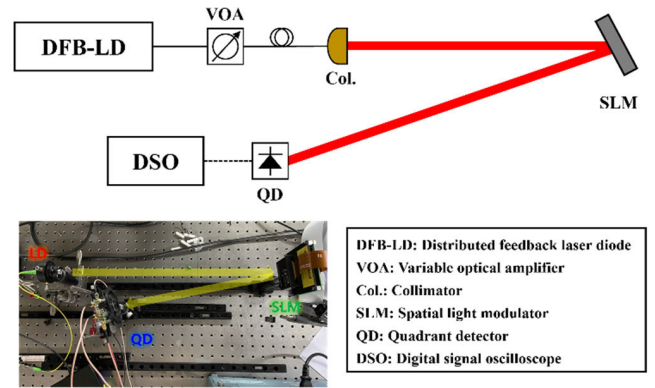 VOA
DFB-LD
Col.
SLM
DSO
QD
LD
SLM
QD
DFB-LD: Distributed feedback laser diode
VOA: Variable optical amplifier
Col.: Collimator
SLM: Spatial light modulator
QD: Quadrant detector
DSO: Digital signal oscilloscope